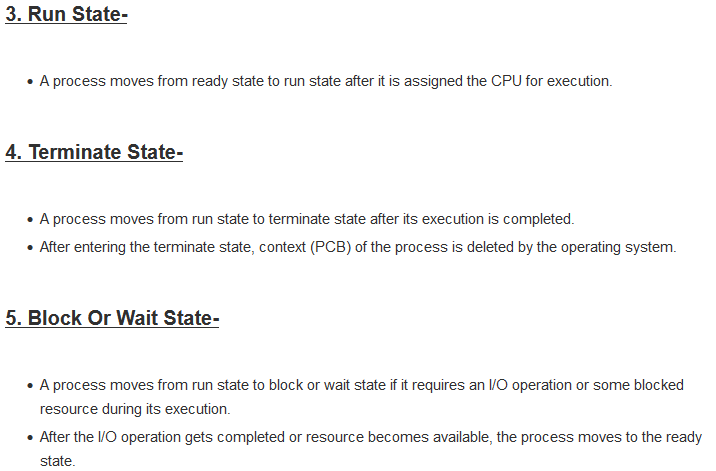 3. Run State-
• A process moves from ready state to run state after it is assigned the CPU for execution.
4. Terminate State-
• A process moves from run state to terminate state after its execution is completed.
• After entering the terminate state, context (PCB) of the process is deleted by the operating system.
5. Block Or Wait State-
• A process moves from run state to block or wait state if it requires an I/O operation or some blocked
resource during its execution.
• After the I/O operation gets completed or resource becomes available, the process moves to the ready
state.